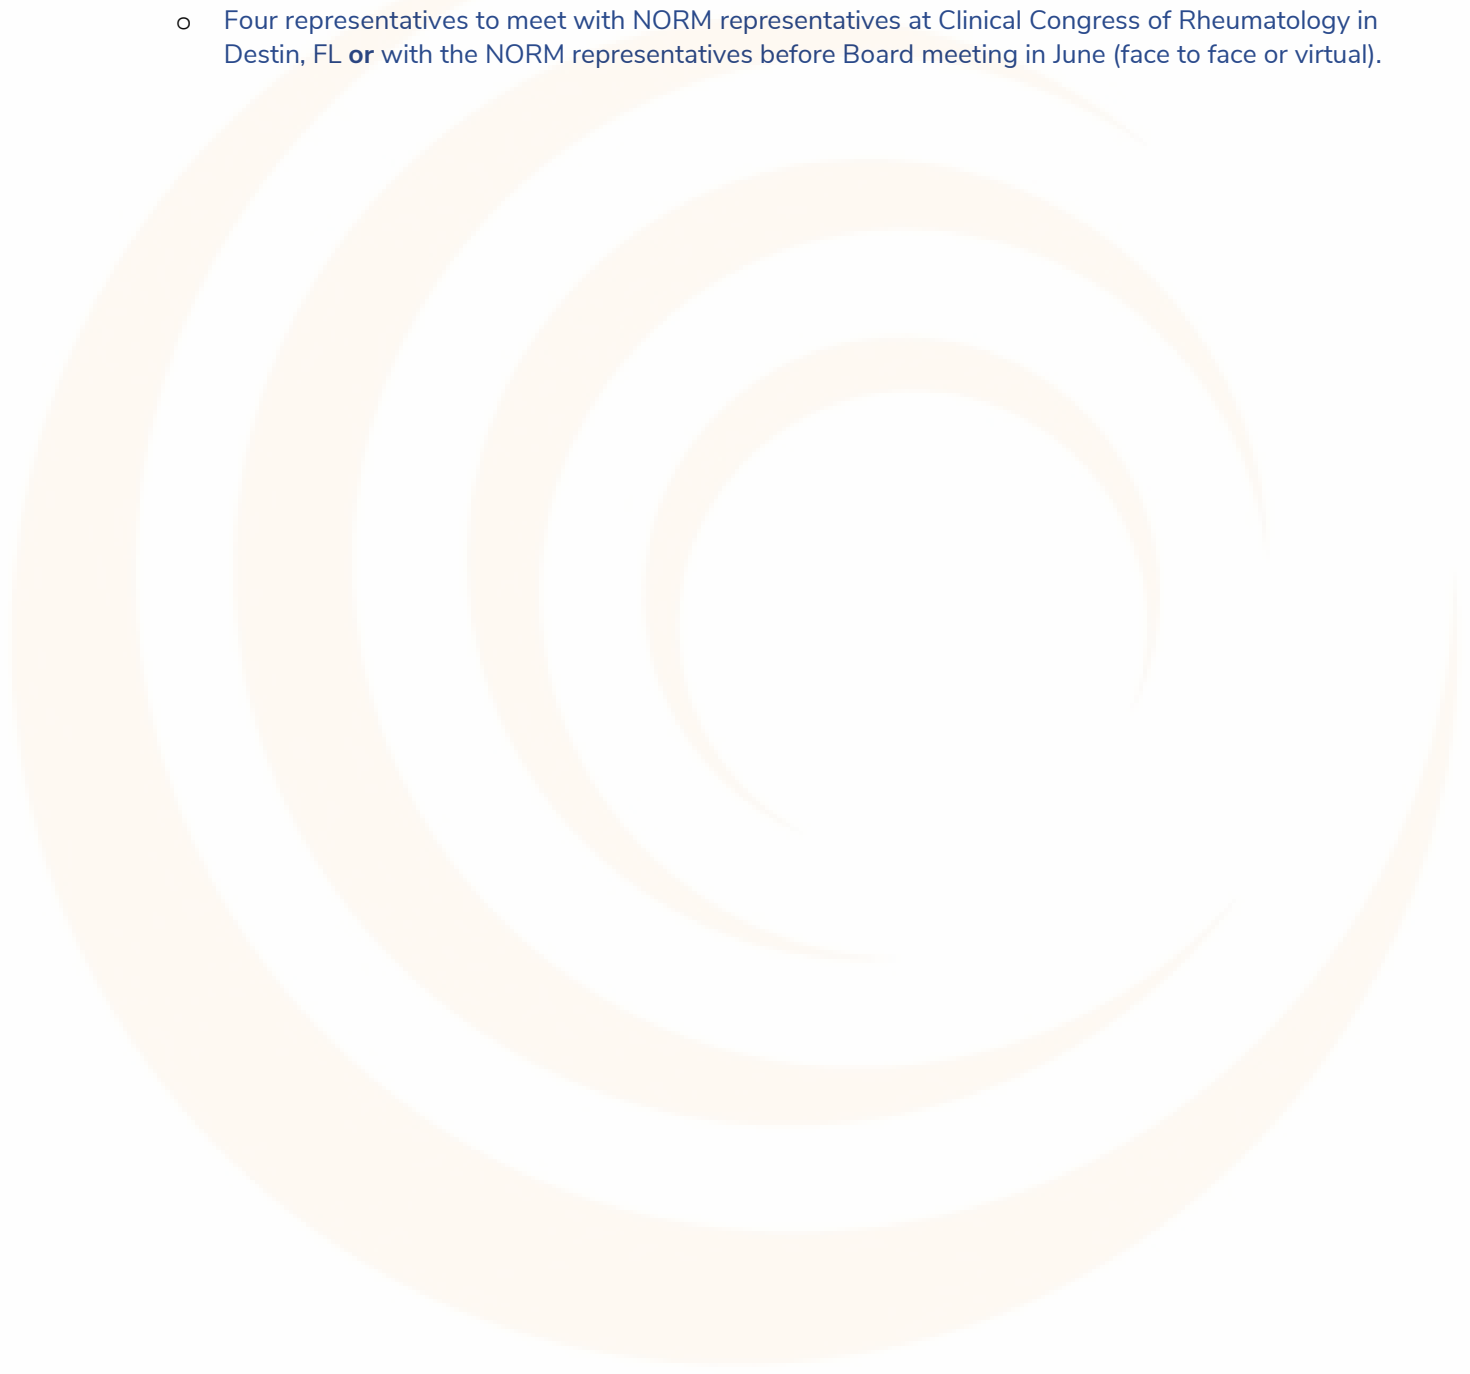 o Four representatives to meet with NORM representatives at Clinical Congress of Rheumatology in
Destin, FL or with the NORM representatives before Board meeting in June (face to face or virtual).